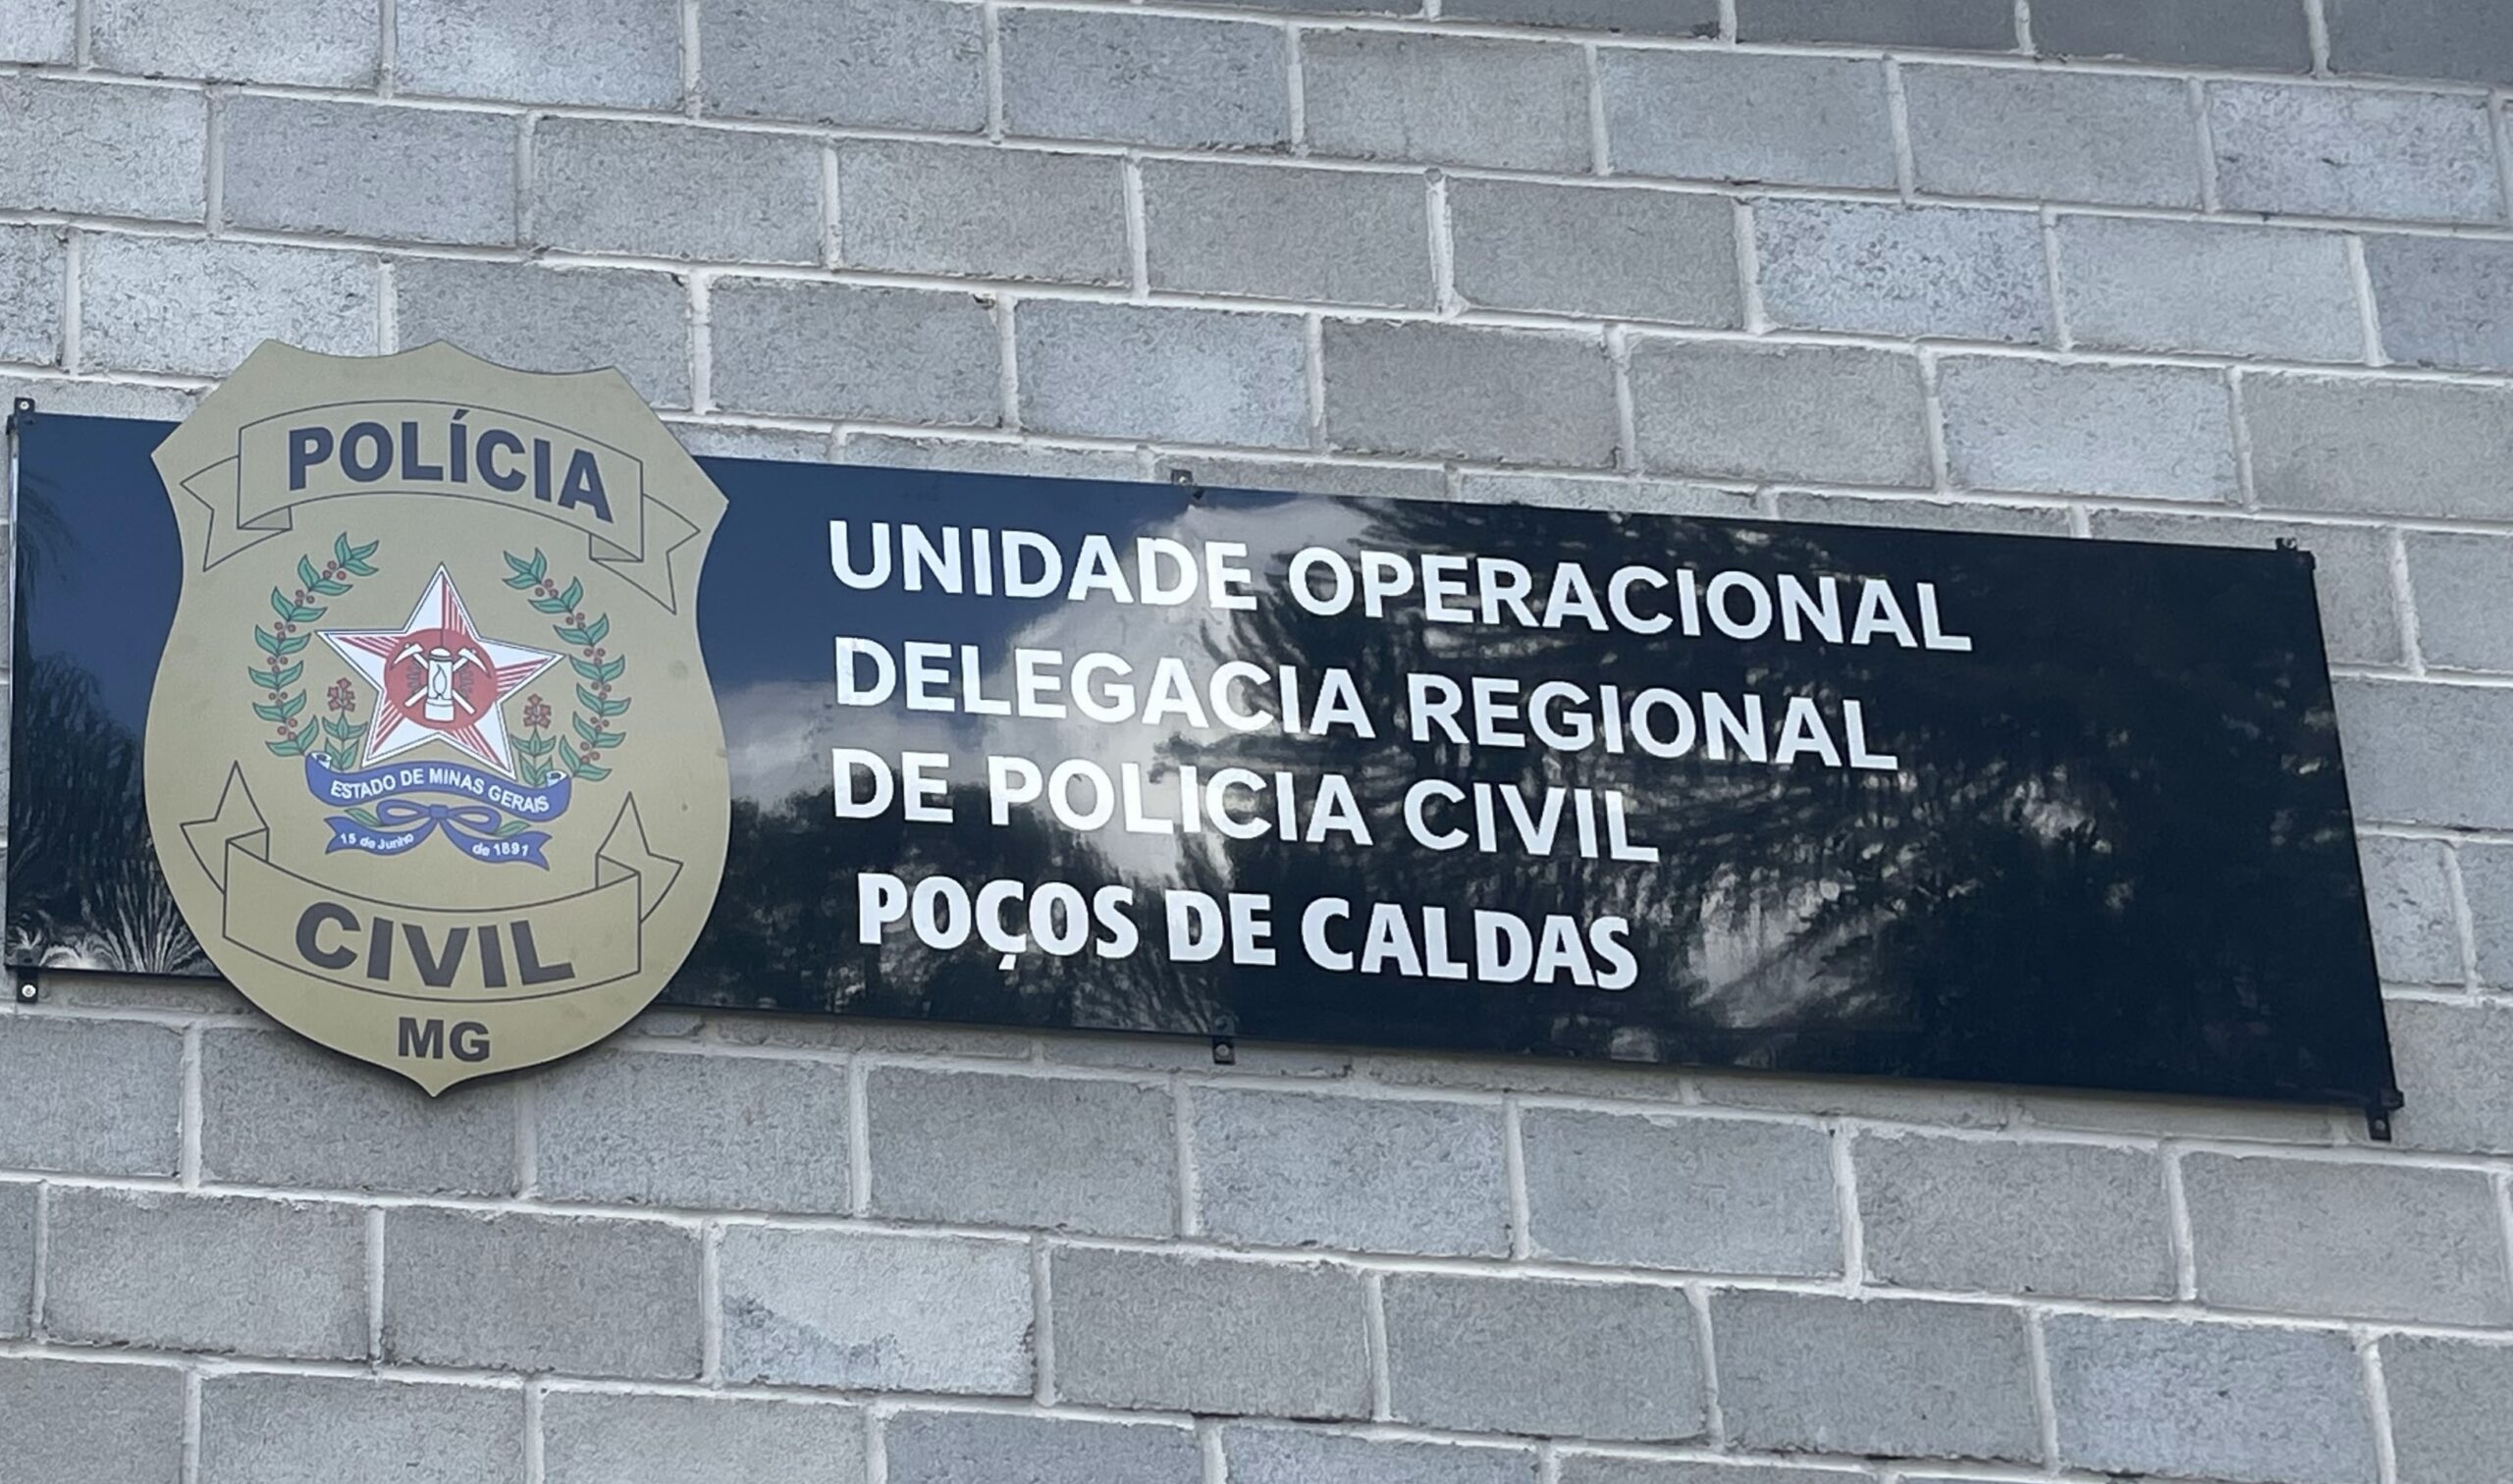 POLÍCIA
ESTADO DE MINAS GERAIS
15 de Junho de 1891
CIVIL
MG
UNIDADE OPERACIONAL
DELEGACIA REGIONAL
DE POLICIA CIVIL
POÇOS DE CALDAS